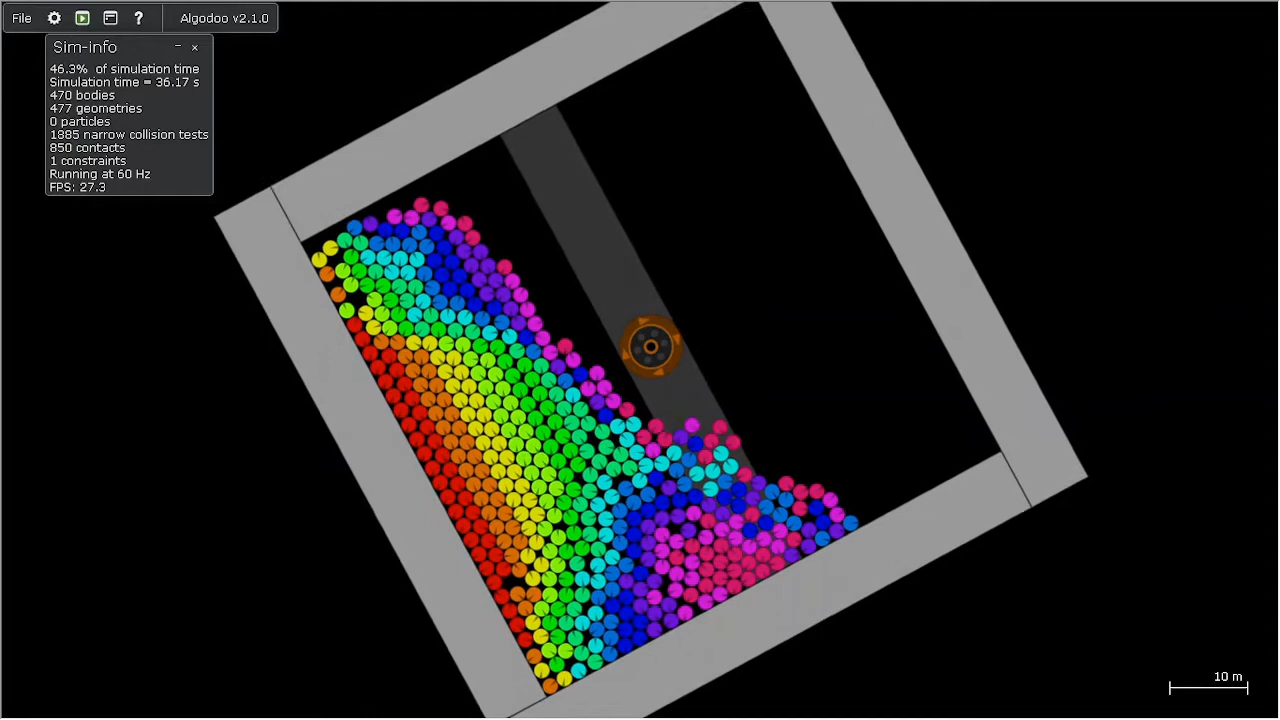 File ? Algodoo v2.1.0
Sim-info
46.3% of simulation time
Simulation time = 36.17 s
470 bodies
477 geometries
0 particles
1885 narrow collision tests
850 contacts
1 constraints
Running at 60 Hz
FPS: 27.3
10 m